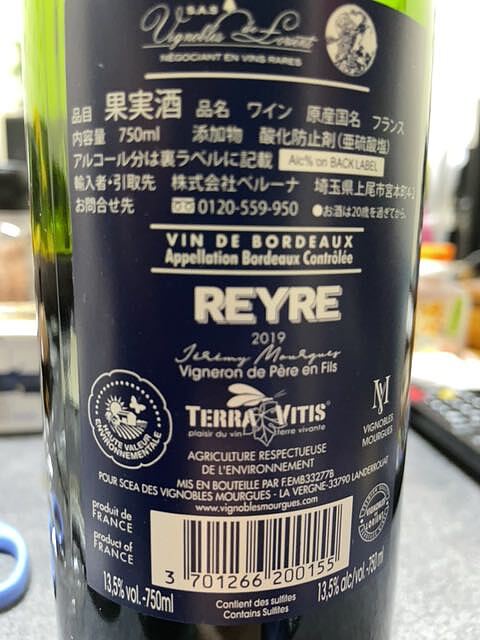 S.A.S
Vignobles de Lorient
NÉGOCIANT EN VINS RARES
品目 果実酒 品名 ワイン 原産国名 フランス
内容量 750ml 添加物 酸化防止剤(亜硫酸塩)
アルコール分は裏ラベルに記載 Alc% on BACK LABEL
輸入者・引取先 株式会社ベルーナ 埼玉県上尾市宮本町4-2
お問合せ先 0120-559-950 ●お酒は20歳を過ぎてから。
VIN DE BORDEAUX
Appellation Bordeaux Contrôlée
REYRE
2019
Jérémy Mourgues
Vigneron de Père en Fils
HAUTE VALEUR ENVIRONNEMENTALE
TERRA VITIS®
plaisir du vin terre vivante
VIGNOBLES
MOURGUES
AGRICULTURE RESPECTUEUSE
DE L'ENVIRONNEMENT
MIS EN BOUTEILLE PAR F.EMB33277B
POUR SCEA DES VIGNOBLES MOURGUES - LA VERGNE-33790 LANDERROUAT
www.vignoblesmourgues.com
produit de
FRANCE
product of
FRANCE
3 701266 200155
13,5% vol. -750ml
13,5% alc/vol -750 ml
Contient des sulfites
Contains Sulfites